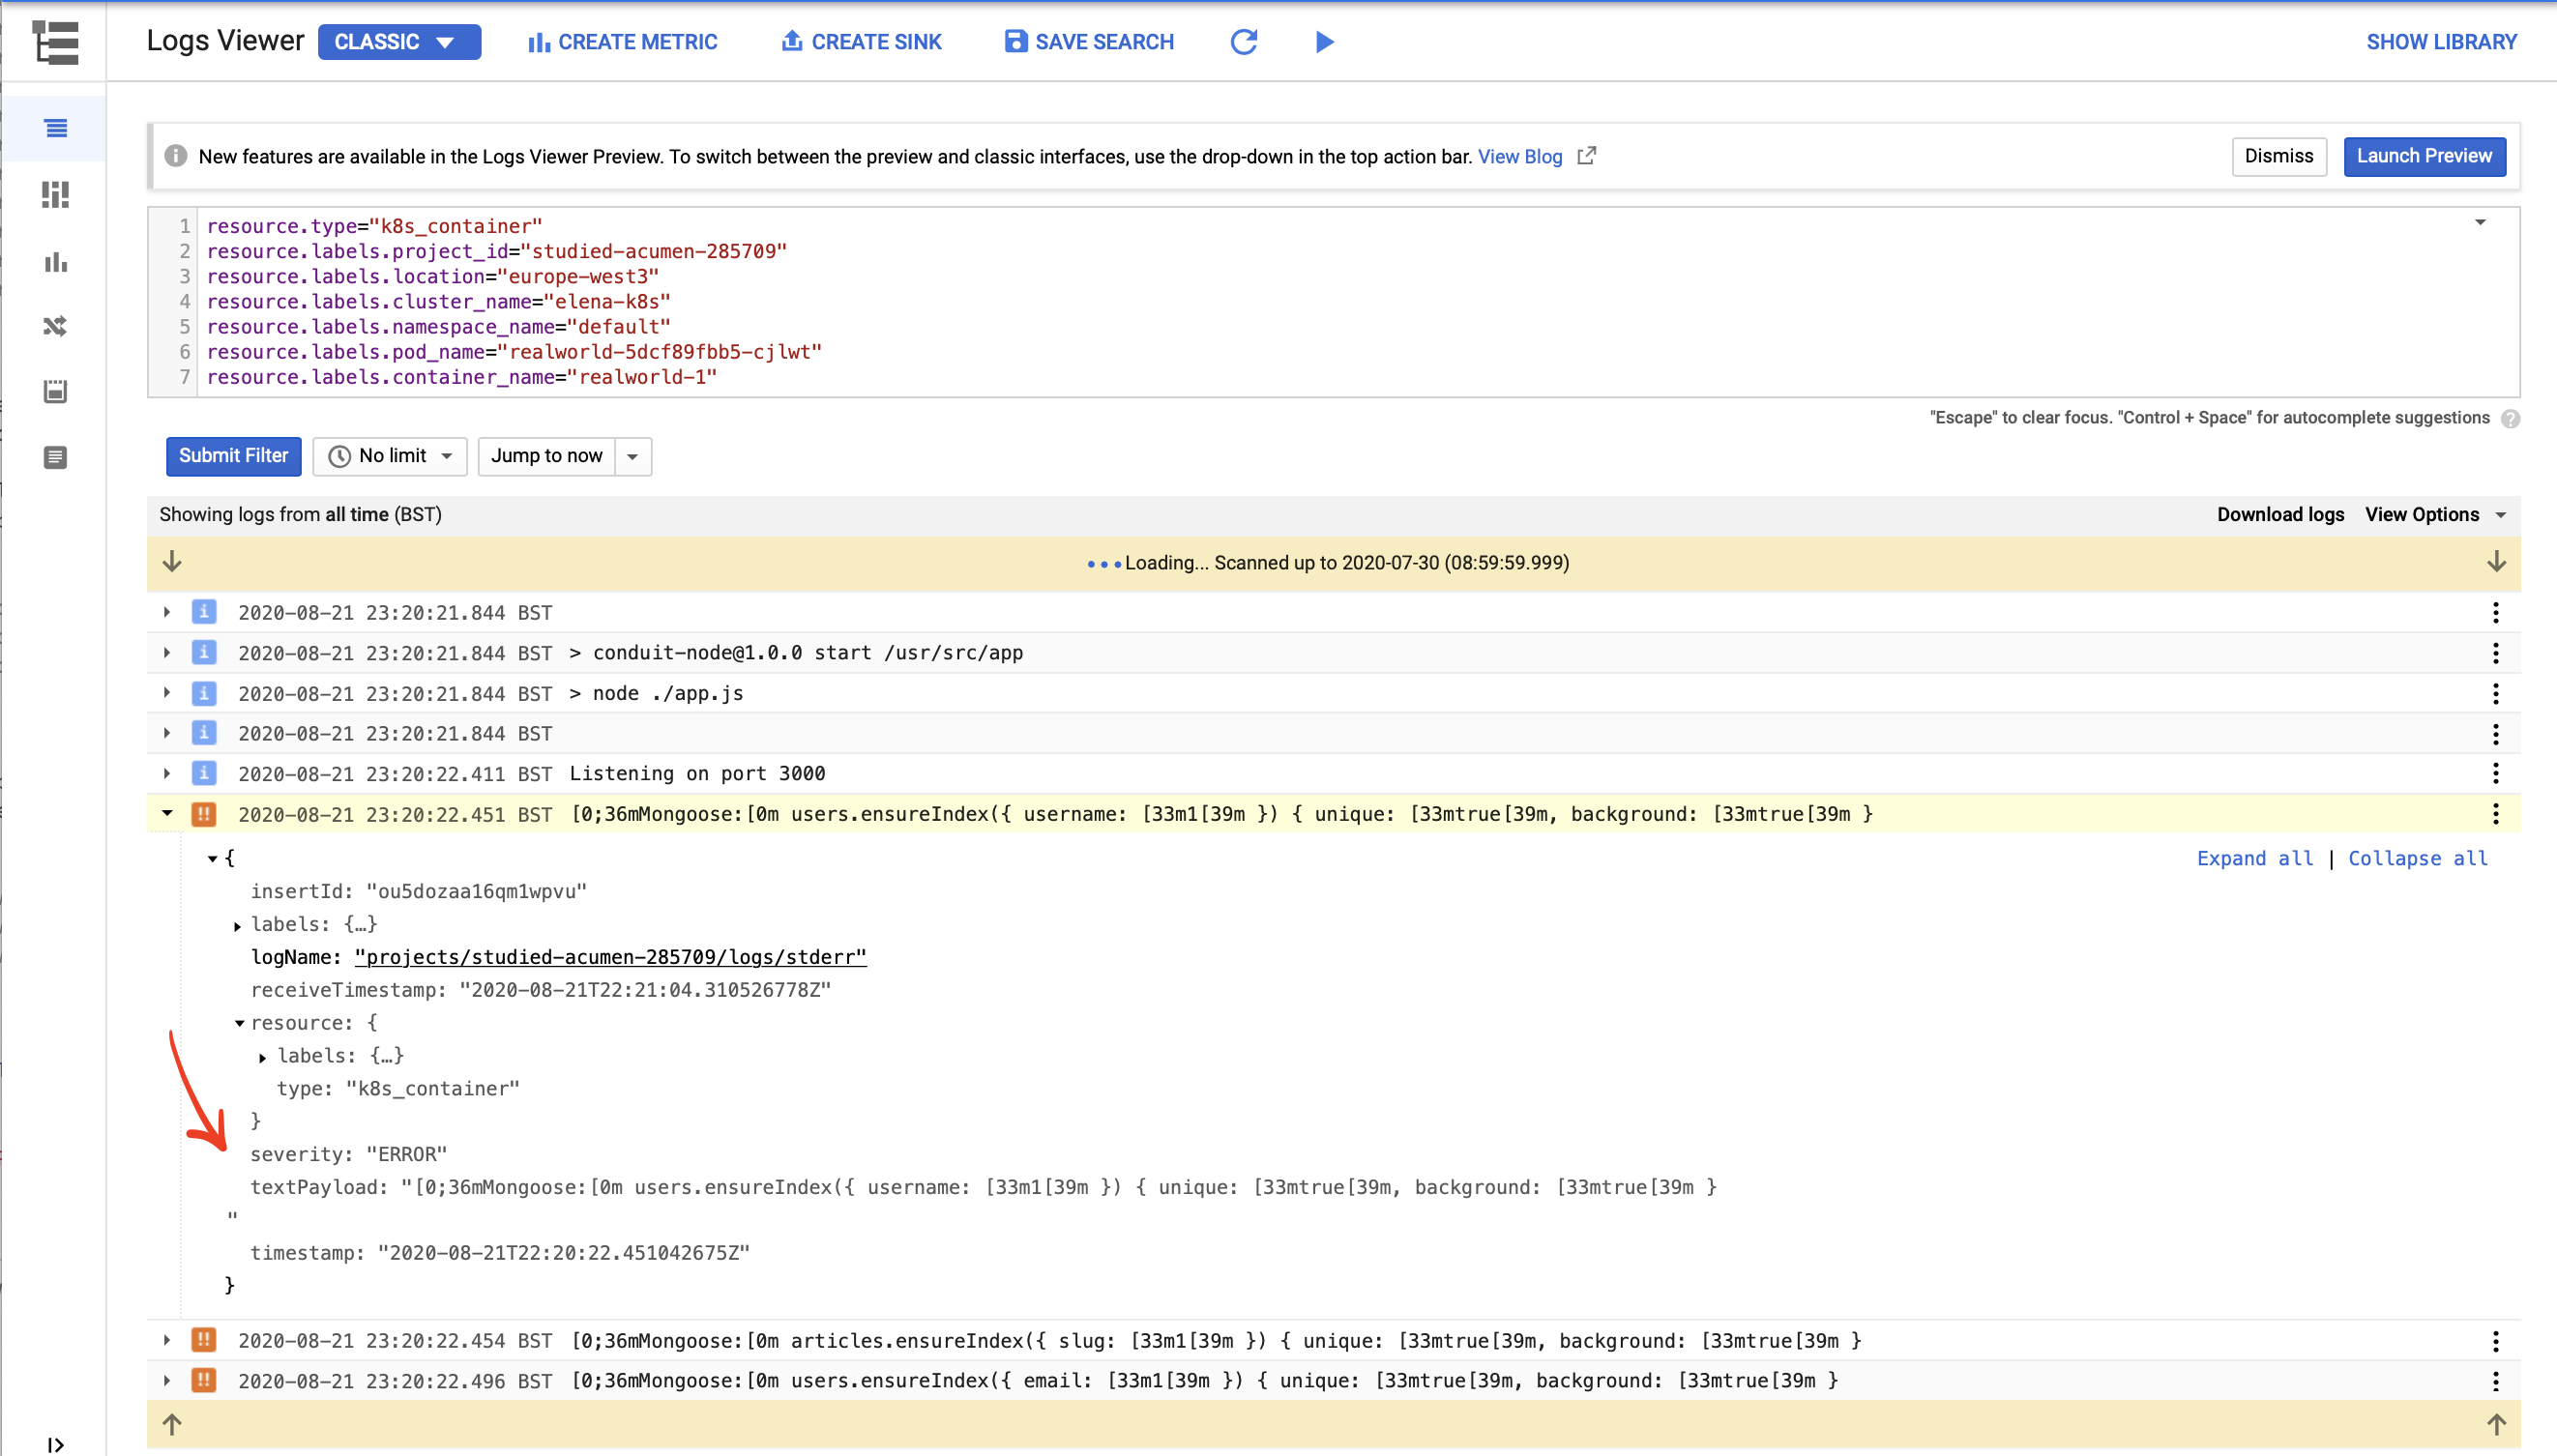 Logs Viewer CLASSIC CREATE METRIC CREATE SINK SAVE SEARCH SHOW LIBRARY
New features are available in the Logs Viewer Preview. To switch between the preview and classic interfaces, use the drop-down in the top action bar. View Blog Dismiss Launch Preview
1 resource.type="k8s_container"
2 resource.labels.project_id="studied-acumen-285709"
3 resource.labels.location="europe-west3"
4 resource.labels.cluster_name="elena-k8s"
5 resource.labels.namespace_name="default"
6 resource.labels.pod_name="realworld-5dcf89fbb5-cjlwt"
7 resource.labels.container_name="realworld-1"
"Escape" to clear focus. "Control + Space" for autocomplete suggestions ?
Submit Filter No limit Jump to now
Showing logs from all time (BST) Download logs View Options
Loading... Scanned up to 2020-07-30 (08:59:59.999)
i 2020-08-21 23:20:21.844 BST
i 2020-08-21 23:20:21.844 BST > conduit-node@1.0.0 start /usr/src/app
i 2020-08-21 23:20:21.844 BST > node ./app.js
i 2020-08-21 23:20:21.844 BST
i 2020-08-21 23:20:22.411 BST Listening on port 3000
!! 2020-08-21 23:20:22.451 BST [0;36mMongoose:[0m users.ensureIndex({ username: [33m1[39m }) { unique: [33mtrue[39m, background: [33mtrue[39m }
{ Expand all | Collapse all
insertId: "ou5dozaa16qm1wpvu"
labels: {…}
logName: "projects/studied-acumen-285709/logs/stderr"
receiveTimestamp: "2020-08-21T22:21:04.310526778Z"
resource: {
labels: {…}
type: "k8s_container"
}
severity: "ERROR"
textPayload: "[0;36mMongoose:[0m users.ensureIndex({ username: [33m1[39m }) { unique: [33mtrue[39m, background: [33mtrue[39m }
"
timestamp: "2020-08-21T22:20:22.451042675Z"
}
!! 2020-08-21 23:20:22.454 BST [0;36mMongoose:[0m articles.ensureIndex({ slug: [33m1[39m }) { unique: [33mtrue[39m, background: [33mtrue[39m }
!! 2020-08-21 23:20:22.496 BST [0;36mMongoose:[0m users.ensureIndex({ email: [33m1[39m }) { unique: [33mtrue[39m, background: [33mtrue[39m }